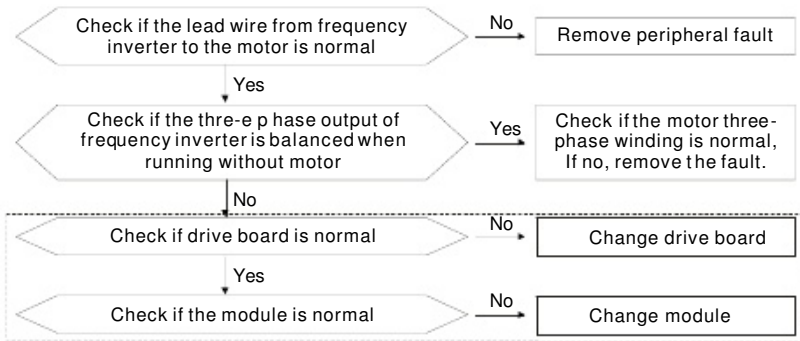 Check if the lead wire from frequency
inverter to the motor is normal
No
Remove peripheral fault
Yes
Check if the thre-e p hase output of
frequency inverter is balanced when
running without motor
Yes
Check if the motor three-
phase winding is normal,
If no, remove the fault.
No
Check if drive board is normal
No
Change drive board
Yes
Check if the module is normal
No
Change module